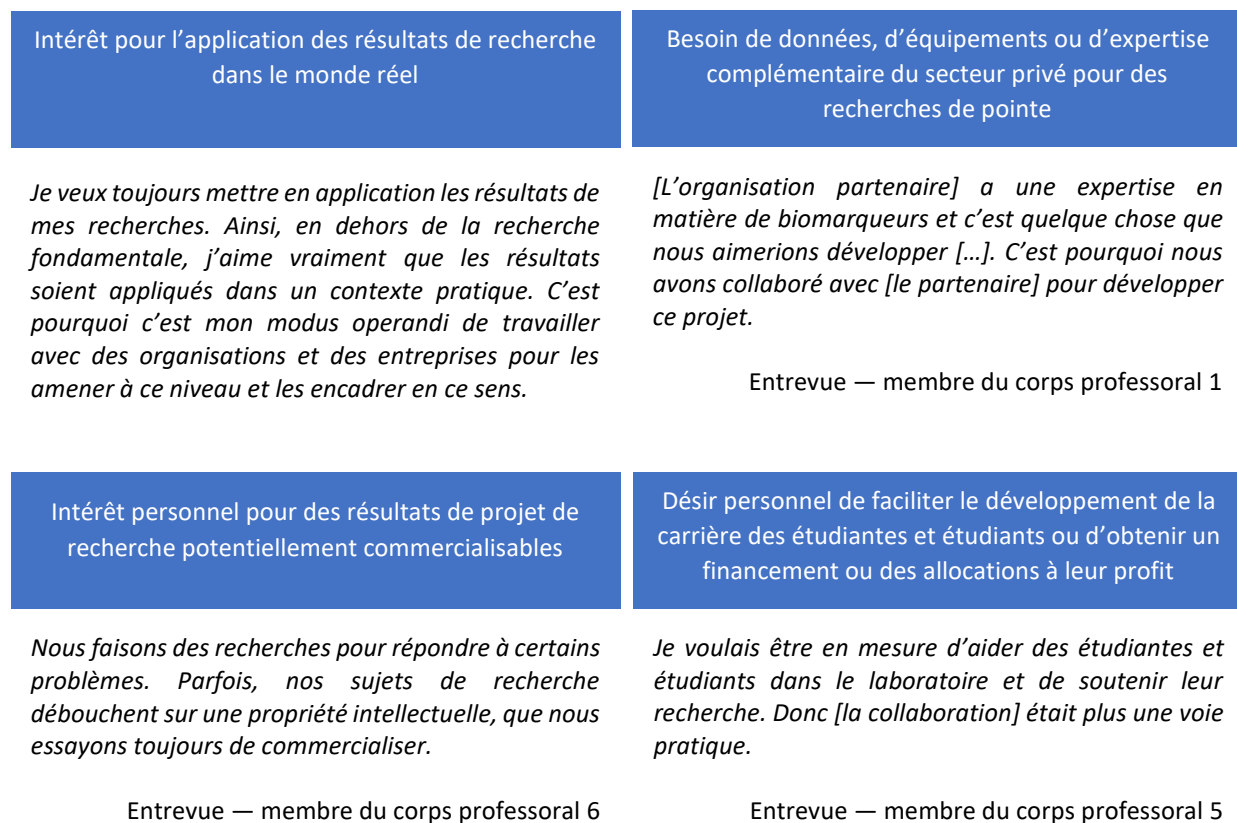 Intérêt pour l’application des résultats de recherche
dans le monde réel
Je veux toujours mettre en application les résultats de
mes recherches. Ainsi, en dehors de la recherche
fondamentale, j’aime vraiment que les résultats
soient appliqués dans un contexte pratique. C’est
pourquoi c’est mon modus operandi de travailler
avec des organisations et des entreprises pour les
amener à ce niveau et les encadrer en ce sens.
Besoin de données, d’équipements ou d’expertise
complémentaire du secteur privé pour des
recherches de pointe
[L’organisation partenaire] a une expertise en
matière de biomarqueurs et c’est quelque chose que
nous aimerions développer […]. C’est pourquoi nous
avons collaboré avec [le partenaire] pour développer
ce projet.
Entrevue — membre du corps professoral 1
Intérêt personnel pour des résultats de projet de
recherche potentiellement commercialisables
Nous faisons des recherches pour répondre à certains
problèmes. Parfois, nos sujets de recherche
débouchent sur une propriété intellectuelle, que nous
essayons toujours de commercialiser.
Entrevue — membre du corps professoral 6
Désir personnel de faciliter le développement de la
carrière des étudiantes et étudiants ou d’obtenir un
financement ou des allocations à leur profit
Je voulais être en mesure d’aider des étudiantes et
étudiants dans le laboratoire et de soutenir leur
recherche. Donc [la collaboration] était plus une voie
pratique.
Entrevue — membre du corps professoral 5